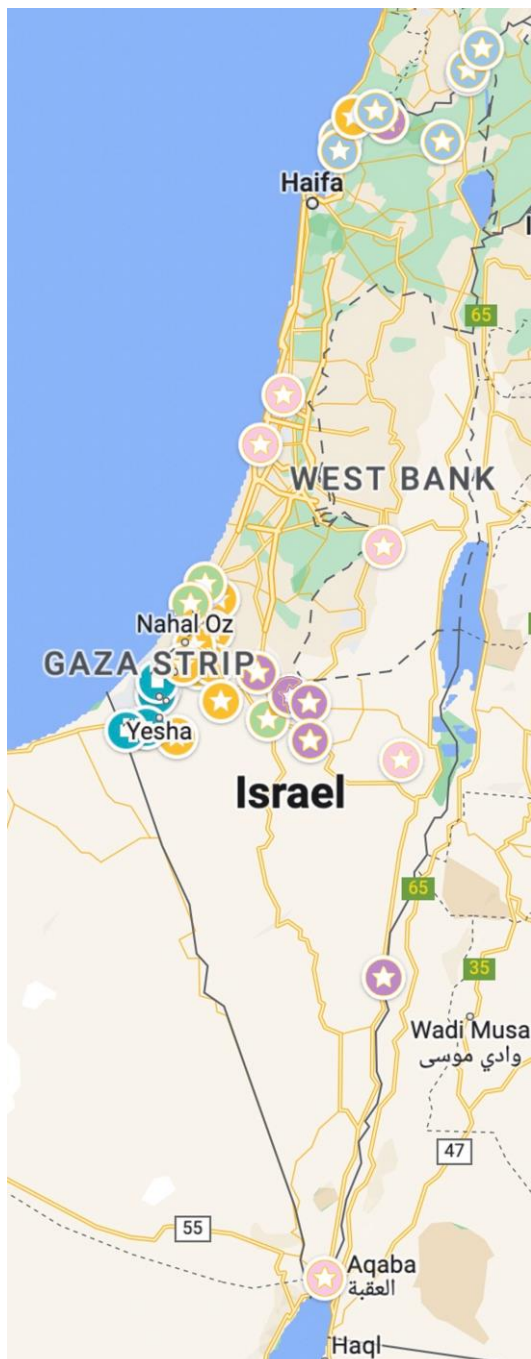 Haifa
65
WEST BANK
Nahal Oz
GAZA STRIP
Yesha
Israel
65
35
Wadi Musa
وادي موسى
47
55
Aqaba
العقبة
Haql